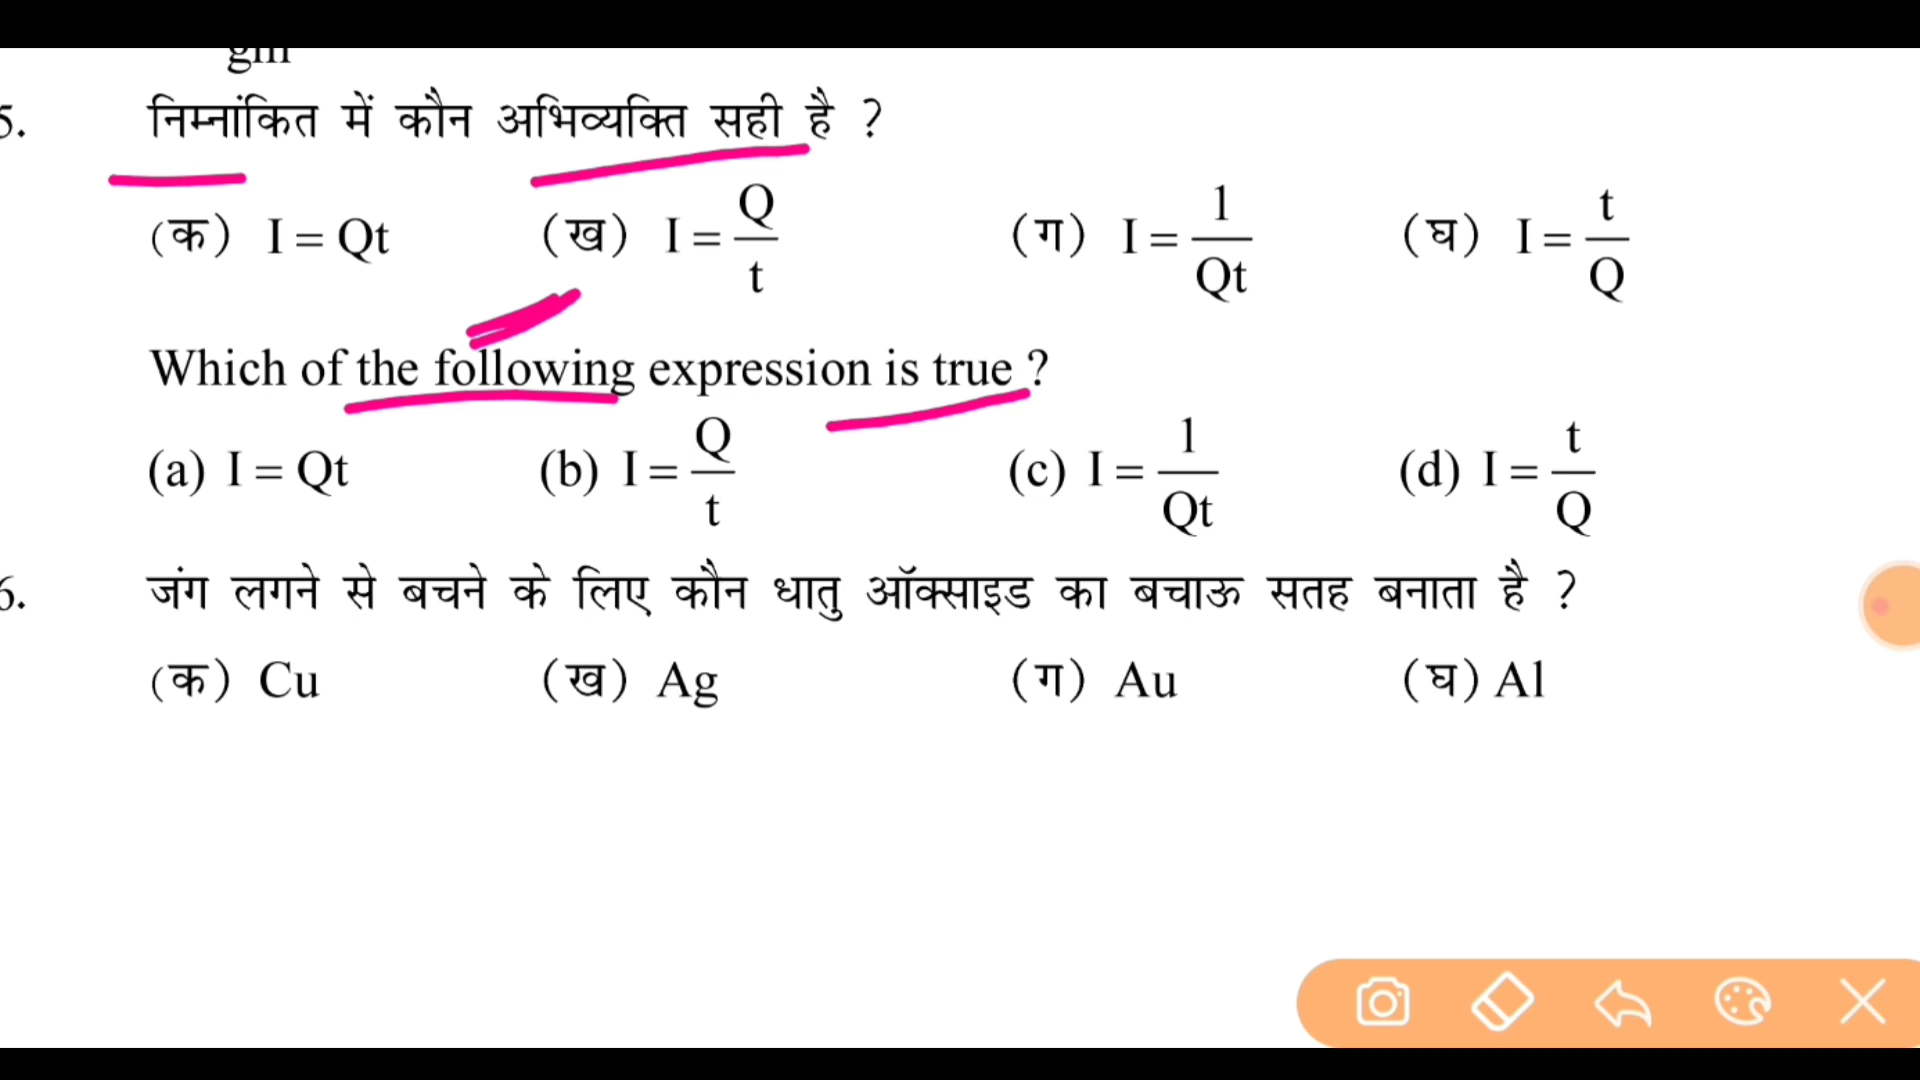 5. निम्नांकित में कौन अभिव्यक्ति सही है ?
(क) I = Qt (ख) I = Q/t (ग) I = 1/Qt (घ) I = t/Q
Which of the following expression is true ?
(a) I = Qt (b) I = Q/t (c) I = 1/Qt (d) I = t/Q
6. जंग लगने से बचने के लिए कौन धातु ऑक्साइड का बचाऊ सतह बनाता है ?
(क) Cu (ख) Ag (ग) Au (घ) Al